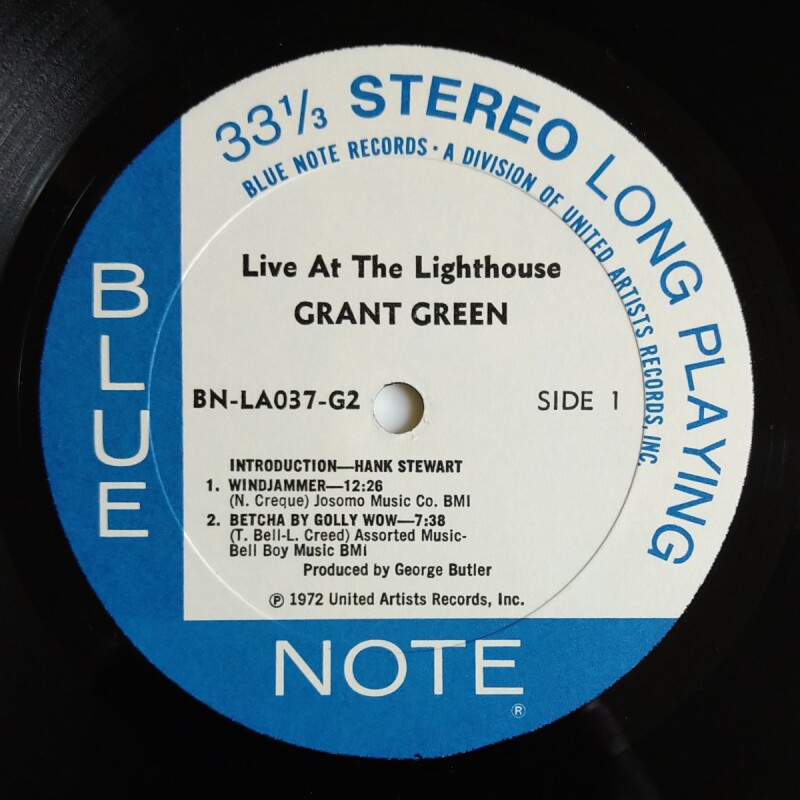 33⅓ STEREO LONG PLAYING
BLUE NOTE RECORDS · A DIVISION OF UNITED ARTISTS RECORDS, INC.
Live At The Lighthouse
GRANT GREEN
BLUE
BN-LA037-G2
SIDE 1
INTRODUCTION—HANK STEWART
1. WINDJAMMER—12:26
(N. Creque) Josomo Music Co. BMI
2. BETCHA BY GOLLY WOW—7:38
(T. Bell-L. Creed) Assorted Music-
Bell Boy Music BMI
Produced by George Butler
℗ 1972 United Artists Records, Inc.
NOTE
®